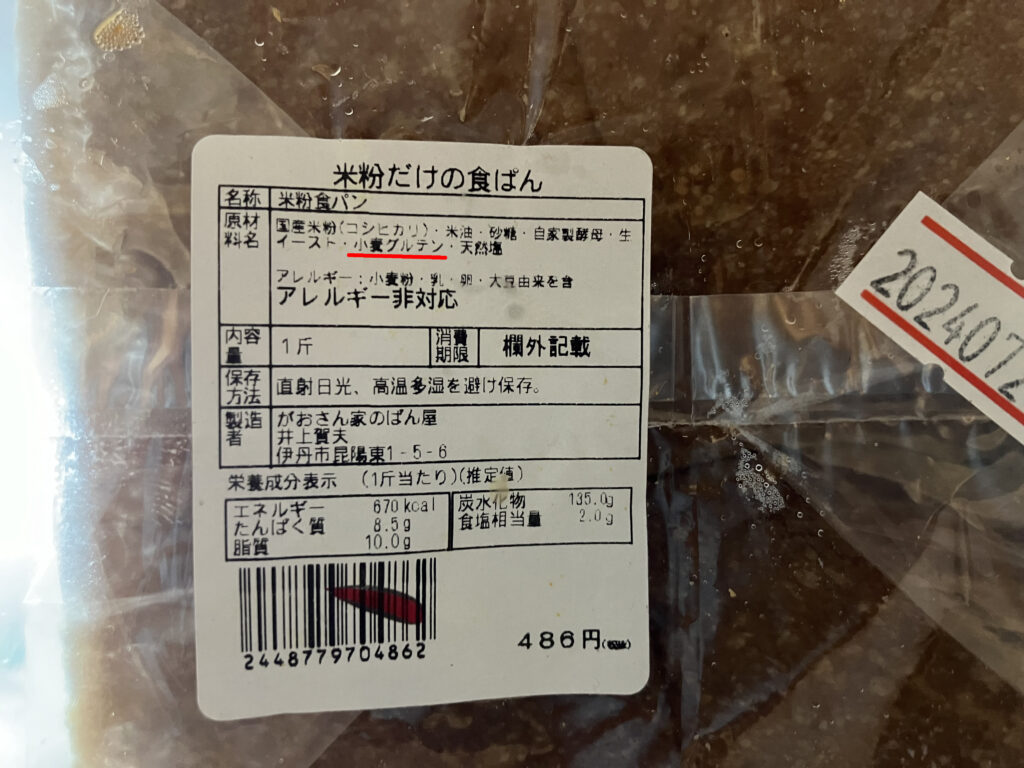 米粉だけの食ぱん
名称 米粉食パン
原材料名 国産米粉(コシヒカリ)・米油・砂糖・自家製酵母・生
イースト・小麦グルテン・天然塩
アレルギー:小麦粉・乳・卵・大豆由来を含
アレルギー非対応
内容量 1斤 消費期限 欄外記載
保存方法 直射日光、高温多湿を避け保存。
製造者 がおさん家のぱん屋
井上賀夫
伊丹市昆陽東1-5-6
栄養成分表示 (1斤当たり)(推定値)
エネルギー 670kcal 炭水化物 135.0g
たんぱく質 8.5g 食塩相当量 2.0g
脂質 10.0g
2448779704862
486円
2024072